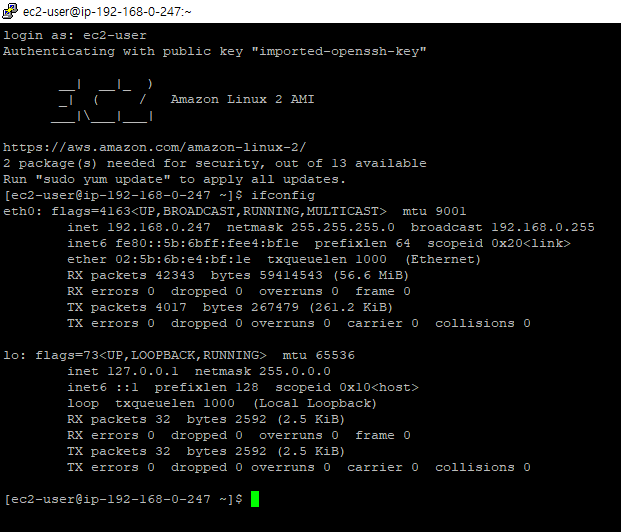 ec2-user@ip-192-168-0-247:~
login as: ec2-user
Authenticating with public key "imported-openssh-key"
       __|  __|_  )
       _|  (     /   Amazon Linux 2 AMI
      ___|\___|___|
https://aws.amazon.com/amazon-linux-2/
2 package(s) needed for security, out of 13 available
Run "sudo yum update" to apply all updates.
[ec2-user@ip-192-168-0-247 ~]$ ifconfig
eth0: flags=4163<UP,BROADCAST,RUNNING,MULTICAST>  mtu 9001
        inet 192.168.0.247  netmask 255.255.255.0  broadcast 192.168.0.255
        inet6 fe80::5b:6bff:fee4:bf1e  prefixlen 64  scopeid 0x20<link>
        ether 02:5b:6b:e4:bf:1e  txqueuelen 1000  (Ethernet)
        RX packets 42343  bytes 59414543 (56.6 MiB)
        RX errors 0  dropped 0  overruns 0  frame 0
        TX packets 4017  bytes 267479 (261.2 KiB)
        TX errors 0  dropped 0 overruns 0  carrier 0  collisions 0
lo: flags=73<UP,LOOPBACK,RUNNING>  mtu 65536
        inet 127.0.0.1  netmask 255.0.0.0
        inet6 ::1  prefixlen 128  scopeid 0x10<host>
        loop  txqueuelen 1000  (Local Loopback)
        RX packets 32  bytes 2592 (2.5 KiB)
        RX errors 0  dropped 0  overruns 0  frame 0
        TX packets 32  bytes 2592 (2.5 KiB)
        TX errors 0  dropped 0 overruns 0  carrier 0  collisions 0
[ec2-user@ip-192-168-0-247 ~]$